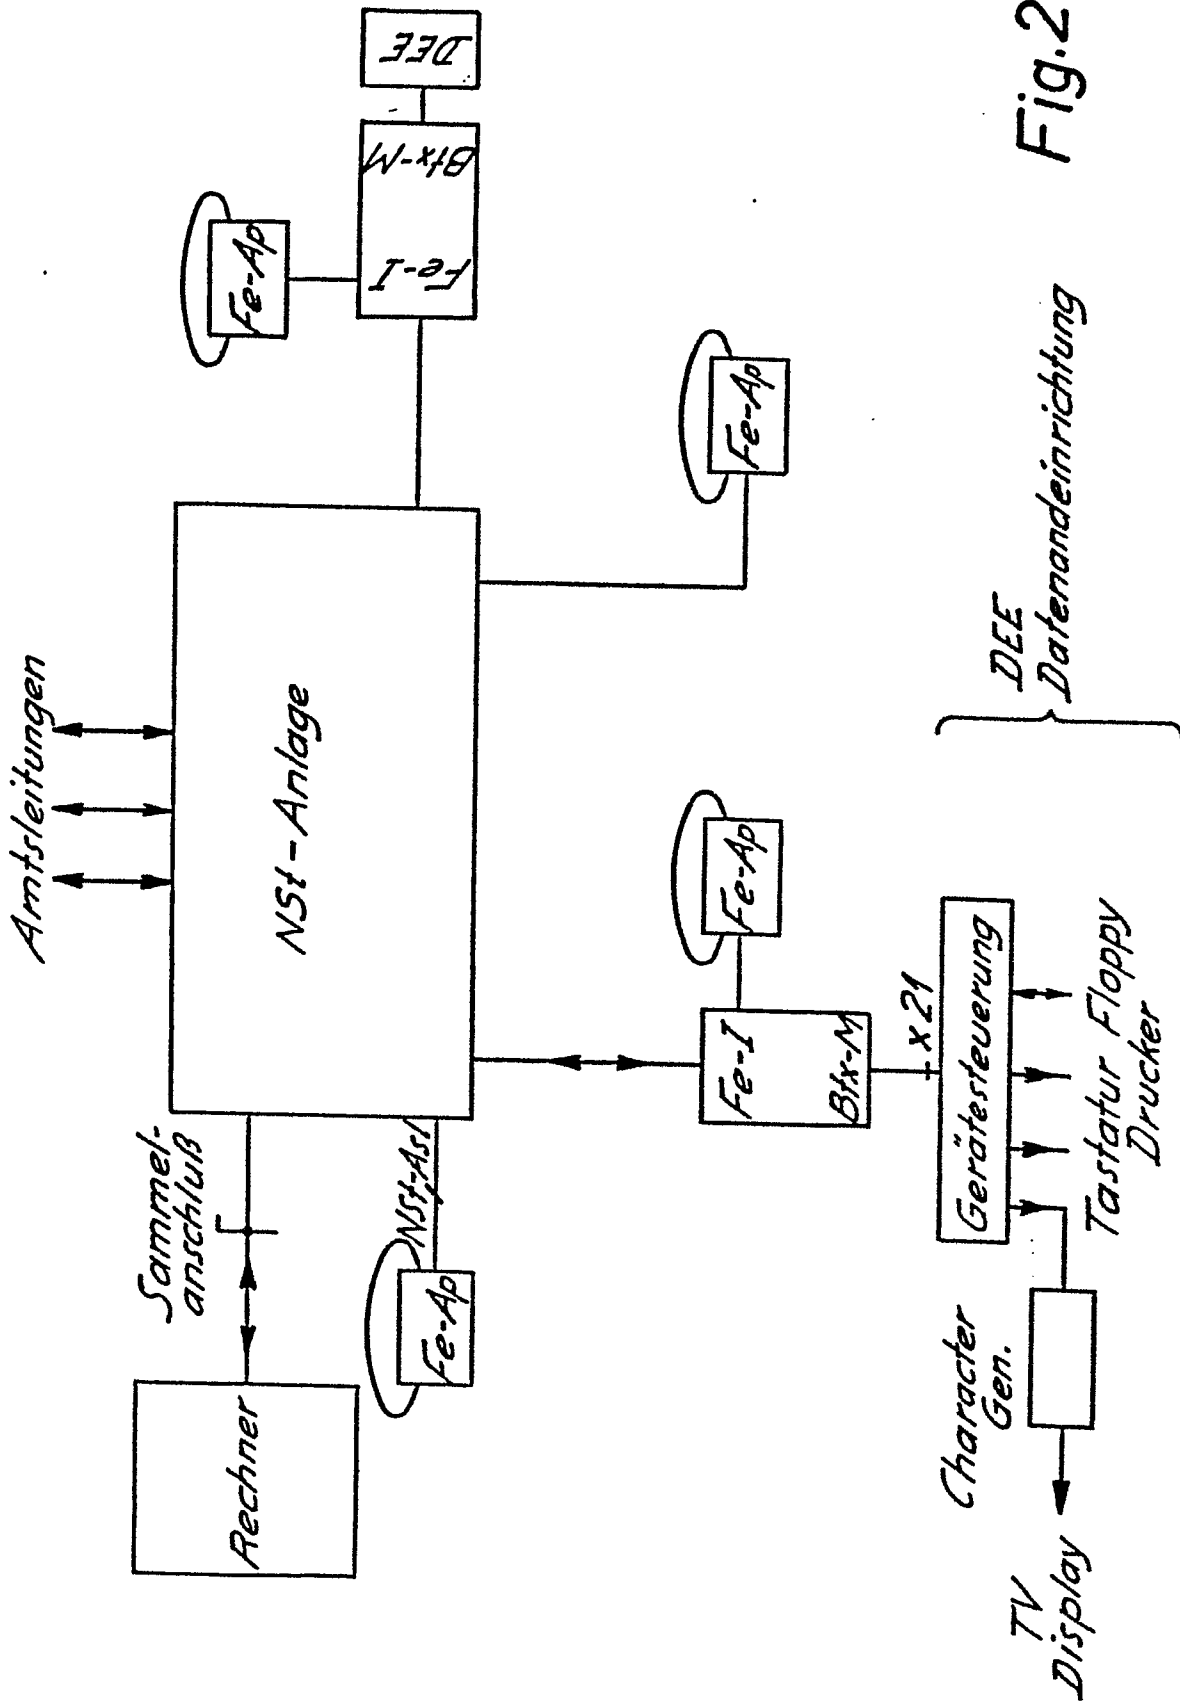 Amtsleitungen
Sammel-
anschluß
Rechner
NSt-Anlage
Fe-Ap
NSt,Asl
Fe-Ap
Fe-I
Btx-M
DEE
Fe-Ap
Fe-I
Btx-M
Fe-Ap
x21
Gerätesteuerung
Character
Gen.
TV
Display
Tastatur Floppy
Drucker
DEE
Datenandeinrichtung
Fig.2